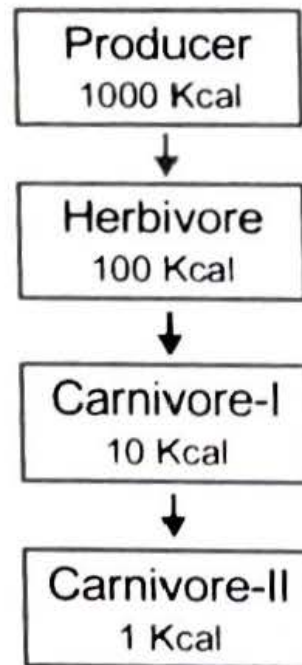 Producer
1000 Kcal
Herbivore
100 Kcal
Carnivore-I
10 Kcal
Carnivore-II
1 Kcal